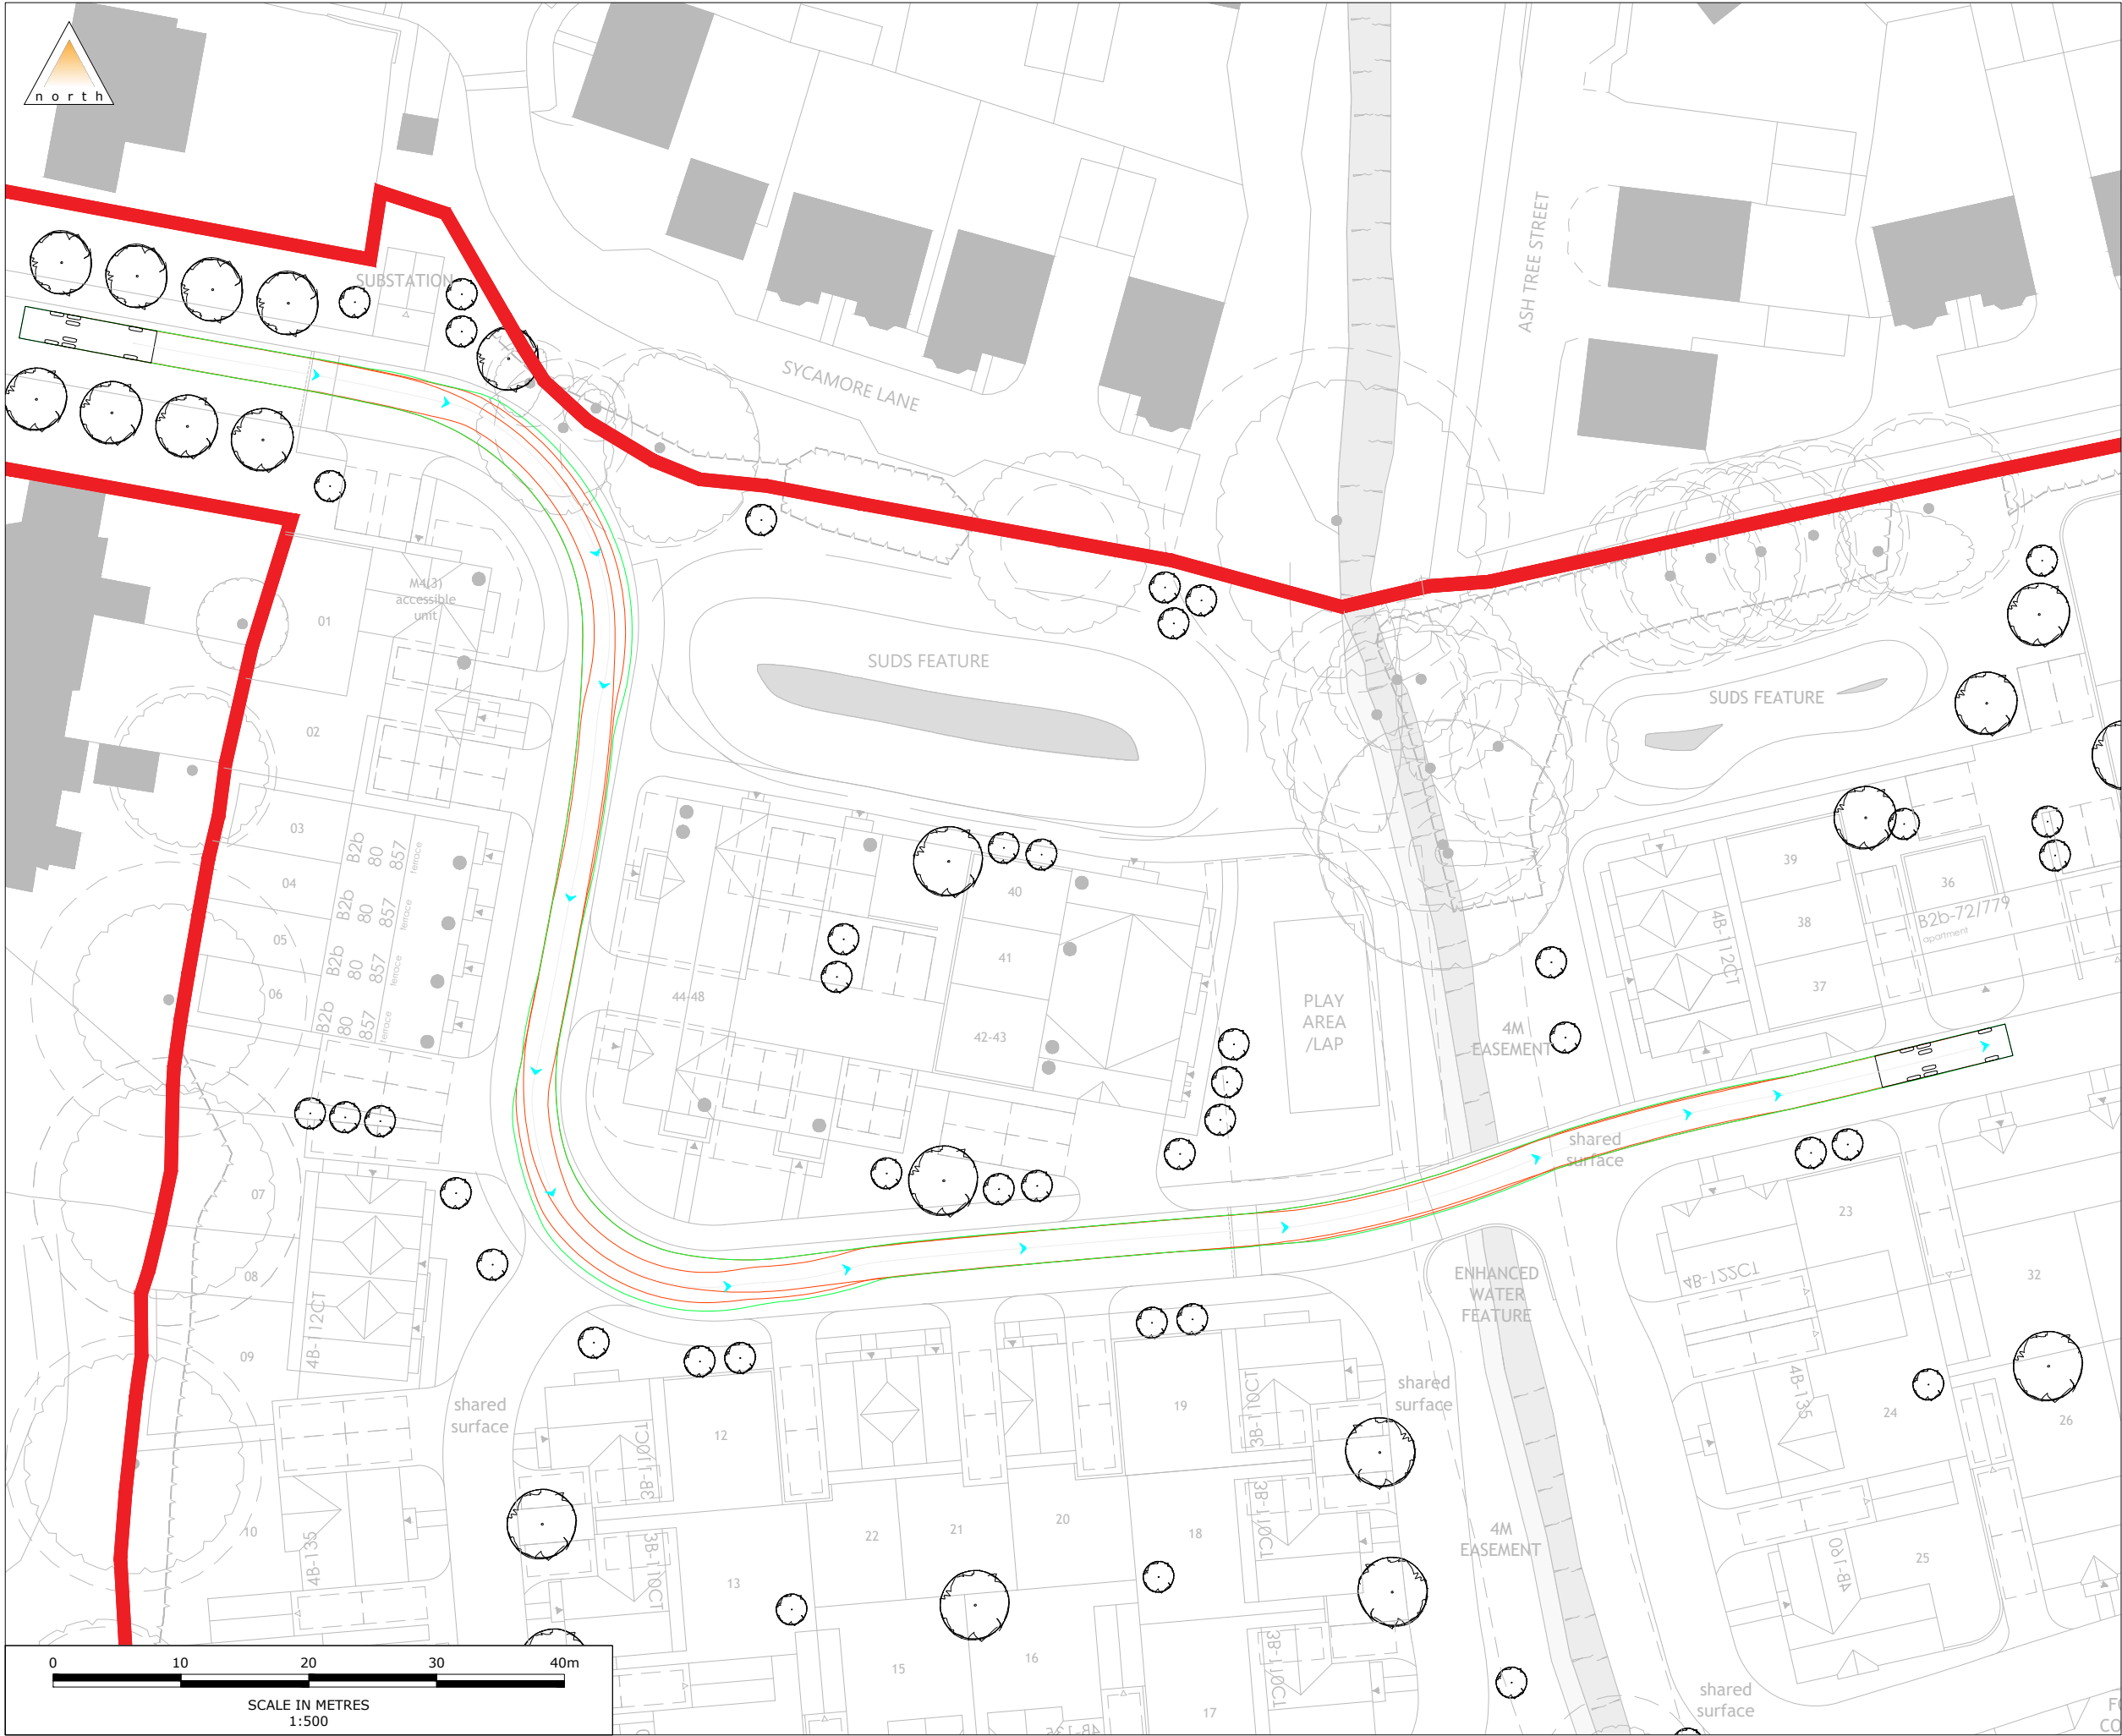 north
SUBSTATION
SYCAMORE LANE
ASH TREE STREET
M4(3)
accessible
unit
01
02
SUDS FEATURE
SUDS FEATURE
03
04
05
06
B2b
80
857
terrace
B2b
80
857
terrace
B2b
80
857
terrace
B2b
80
857
terrace
44-48
40
41
42-43
PLAY
AREA
/LAP
4M
EASEMENT
39
38
37
4B-112CT
36
B2b-72/779
apartment
shared
surface
07
08
09
10
4B-112CT
4B-135
shared
surface
ENHANCED
WATER
FEATURE
shared
surface
12
3B-110CT
3B-110CT
13
22
21
20
19
18
17
16
15
3B-110CT
3B-110CT
3B-110CT
4B-135
4M
EASEMENT
23
4B-122CT
4B-135
24
4B-160
25
26
32
shared
surface
0 10 20 30 40m
SCALE IN METRES
1:500